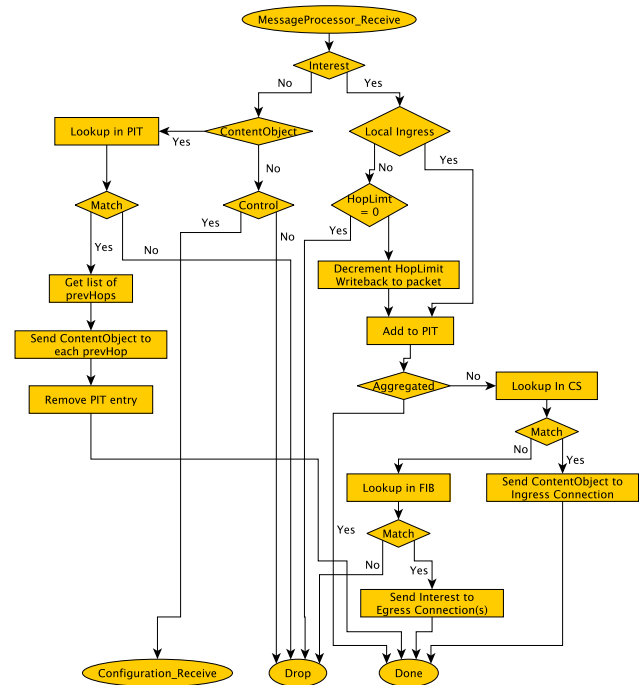 MessageProcessor_Receive
Interest
No
Yes
Lookup in PIT
Yes
ContentObject
Local Ingress
No
No
Yes
Match
Control
HopLimt
= 0
Yes
No
Yes
No
Yes
No
Get list of
prevHops
Decrement HopLimit
Writeback to packet
Send ContentObject to
each prevHop
Add to PIT
Remove PIT entry
Aggregated
No
Lookup In CS
Match
No
Yes
Lookup in FIB
Send ContentObject to
Ingress Connection
Yes
Match
No
Yes
Send Interest to
Egress Connection(s)
Configuration_Receive
Drop
Done